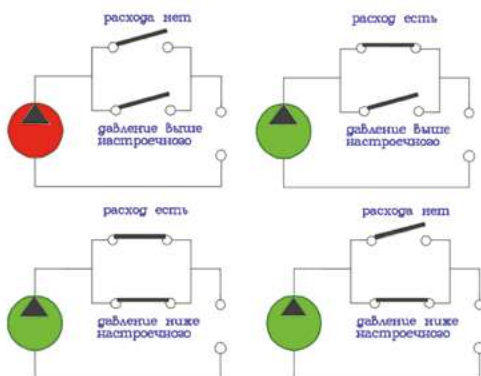 расхода нет
давление выше
настроечного
расход есть
давление выше
настроечного
расход есть
давление ниже
настроечного
расхода нет
давление ниже
настроечного